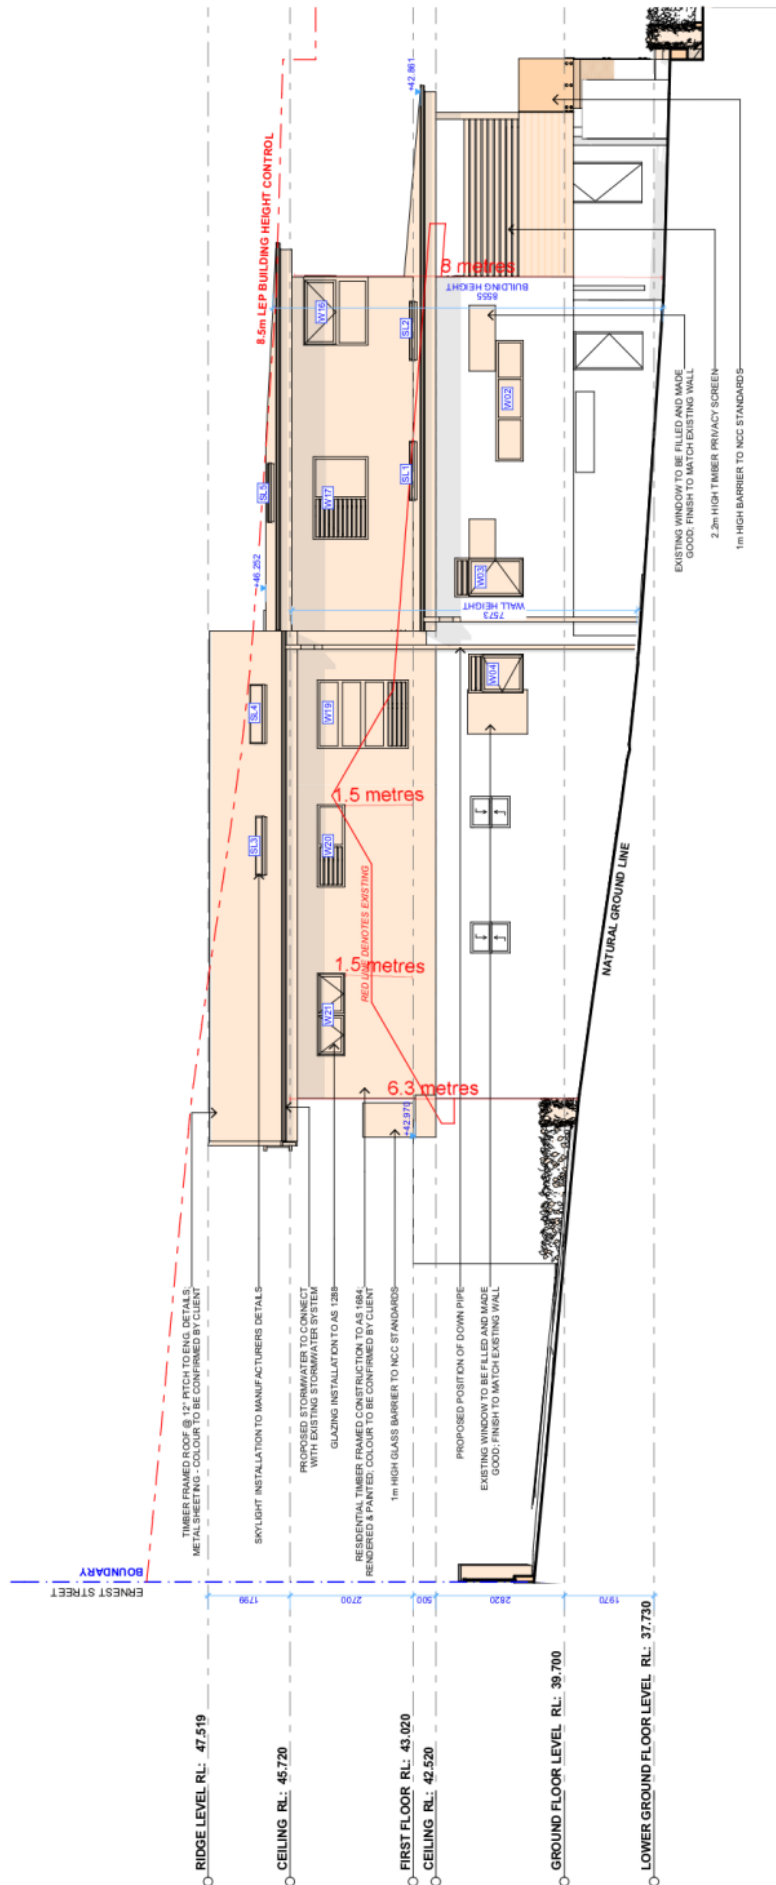 8.5m LEP BUILDING HEIGHT CONTROL
+42.861
+46.252
+42.970
SL5
SL4
SL3
SL2
SL1
W16
W17
W19
W20
W21
W02
W03
W04
8 metres
BUILDING HEIGHT
8555
WALL HEIGHT
7573
1.5 metres
1.5 metres
6.3 metres
RED LINE DENOTES EXISTING
NATURAL GROUND LINE
EXISTING WINDOW TO BE FILLED AND MADE
GOOD; FINISH TO MATCH EXISTING WALL
2.2m HIGH TIMBER PRIVACY SCREEN
1m HIGH BARRIER TO NCC STANDARDS
TIMBER FRAMED ROOF @ 12° PITCH TO ENG. DETAILS;
METAL SHEETING - COLOUR TO BE CONFIRMED BY CLIENT
SKYLIGHT INSTALLATION TO MANUFACTURERS DETAILS
PROPOSED STORMWATER TO CONNECT
WITH EXISTING STORMWATER SYSTEM
GLAZING INSTALLATION TO AS 1288
RESIDENTIAL TIMBER FRAMED CONSTRUCTION TO AS 1684;
RENDERED & PAINTED; COLOUR TO BE CONFIRMED BY CLIENT
1m HIGH GLASS BARRIER TO NCC STANDARDS
PROPOSED POSITION OF DOWN PIPE
EXISTING WINDOW TO BE FILLED AND MADE
GOOD; FINISH TO MATCH EXISTING WALL
BOUNDARY
ERNEST STREET
1799
2700
500
2820
1970
RIDGE LEVEL RL: 47.519
CEILING RL: 45.720
FIRST FLOOR RL: 43.020
CEILING RL: 42.520
GROUND FLOOR LEVEL RL: 39.700
LOWER GROUND FLOOR LEVEL RL: 37.730